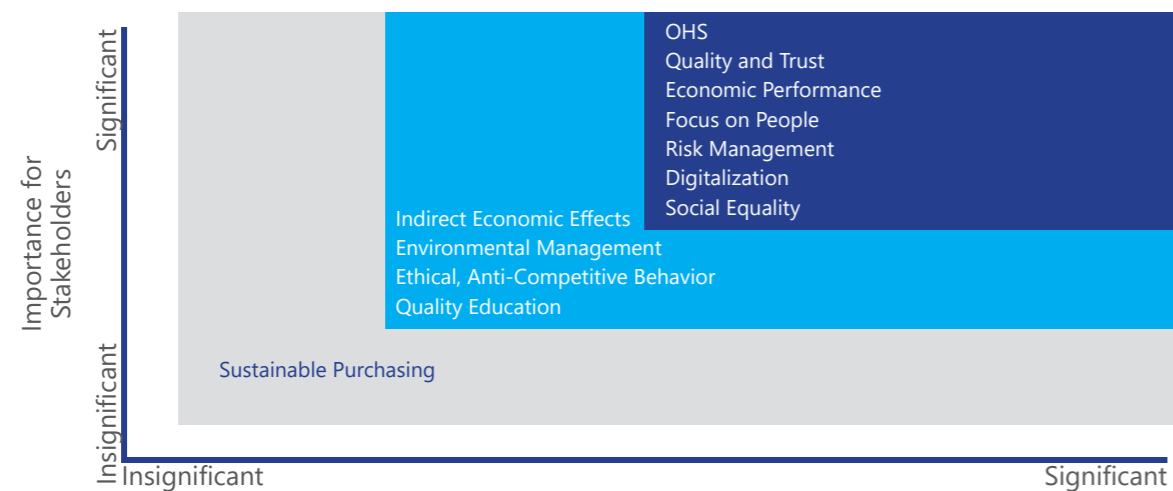 OHS
Quality and Trust
Economic Performance
Focus on People
Risk Management
Digitalization
Social Equality
Indirect Economic Effects
Environmental Management
Ethical, Anti-Competitive Behavior
Quality Education
Sustainable Purchasing
Importance for
Stakeholders
Significant
Insignificant
Insignificant
Significant